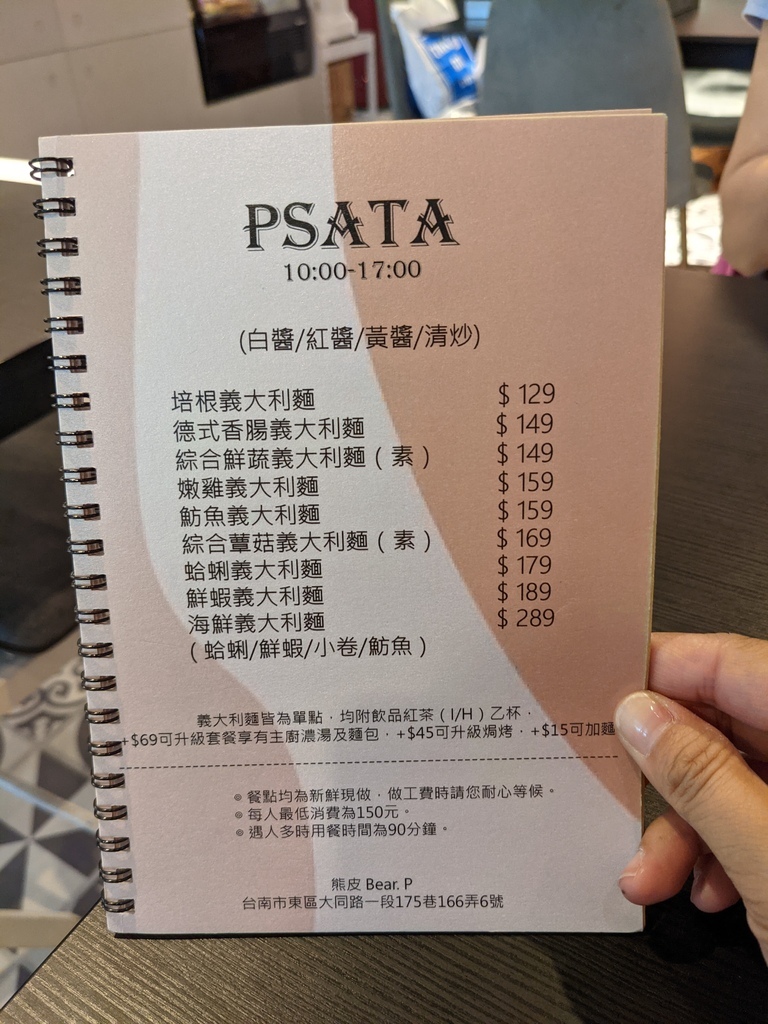 PSATA
10:00-17:00
(白醬/紅醬/黃醬/清炒)
培根義大利麵 $ 129
德式香腸義大利麵 $ 149
綜合鮮蔬義大利麵（素） $ 149
嫩雞義大利麵 $ 159
魴魚義大利麵 $ 159
綜合蕈菇義大利麵（素） $ 169
蛤蜊義大利麵 $ 179
鮮蝦義大利麵 $ 189
海鮮義大利麵 $ 289
（蛤蜊/鮮蝦/小卷/魴魚）
義大利麵皆為單點，均附飲品紅茶（I/H）乙杯，
+$69可升級套餐享有主廚濃湯及麵包，+$45可升級焗烤，+$15可加麵
◎ 餐點均為新鮮現做，做工費時請您耐心等候。
◎ 每人最低消費為150元。
◎ 遇人多時用餐時間為90分鐘。
熊皮 Bear. P
台南市東區大同路一段175巷166弄6號